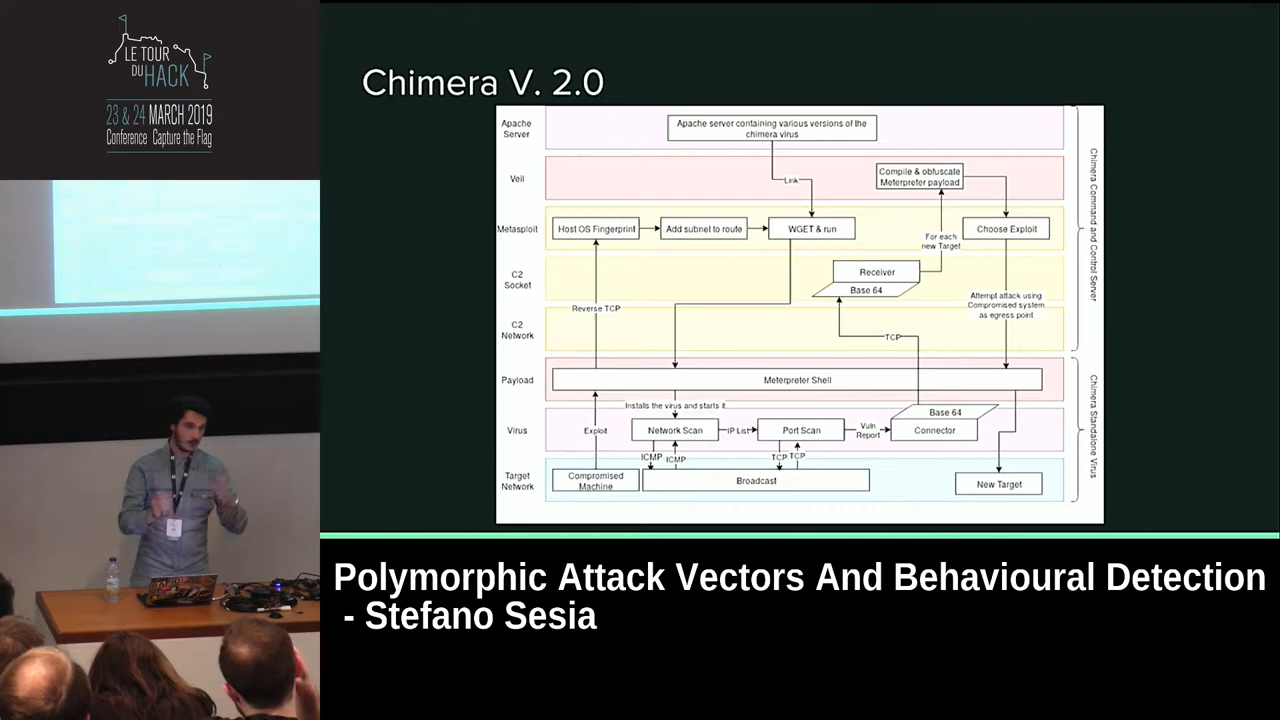 LE TOUR
DU HACK
23 & 24 MARCH 2019
Conference Capture the Flag
Chimera V. 2.0
Apache
Server
Apache server containing various versions of the
chimera virus
Veil
Link
Compile & obfuscate
Meterpreter payload
Metasploit
Host OS Fingerprint
Add subnet to route
WGET & run
For each
new Target
Choose Exploit
C2
Socket
Receiver
Base 64
Reverse TCP
Attempt attack using
Compromised system
as egress point
C2
Network
TCP
Chimera Command and Control Server
Payload
Meterpreter Shell
Installs the virus and starts it
Virus
Exploit
Network Scan
IP List
Port Scan
Vuln
Report
Base 64
Connector
ICMP
ICMP
TCP
TCP
Target
Network
Compromised
Machine
Broadcast
New Target
Chimera Standalone Virus
Polymorphic Attack Vectors And Behavioural Detection
- Stefano Sesia